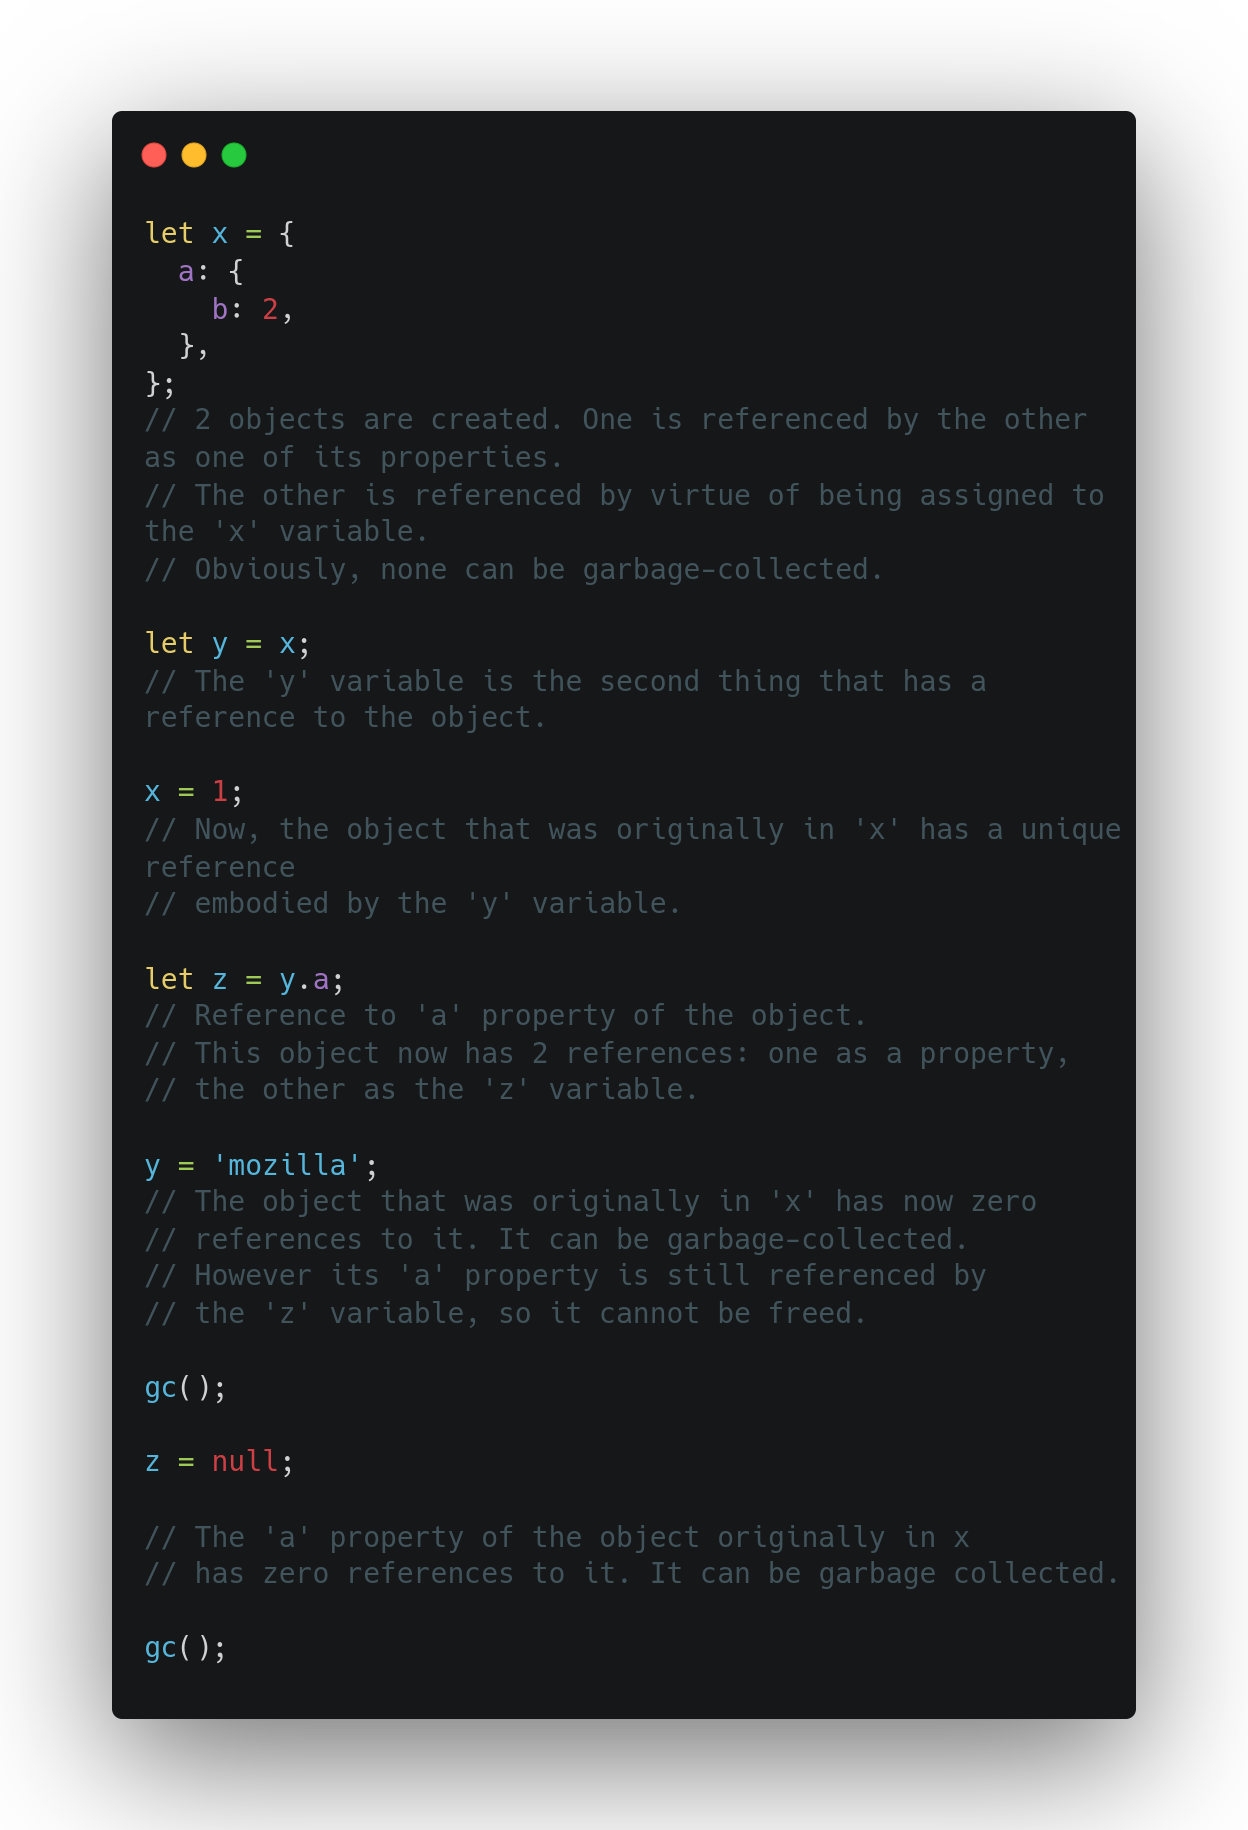 let x = {
  a: {
    b: 2,
  },
};
// 2 objects are created. One is referenced by the other
as one of its properties.
// The other is referenced by virtue of being assigned to
the 'x' variable.
// Obviously, none can be garbage-collected.

let y = x;
// The 'y' variable is the second thing that has a
reference to the object.

x = 1;
// Now, the object that was originally in 'x' has a unique
reference
// embodied by the 'y' variable.

let z = y.a;
// Reference to 'a' property of the object.
// This object now has 2 references: one as a property,
// the other as the 'z' variable.

y = 'mozilla';
// The object that was originally in 'x' has now zero
// references to it. It can be garbage-collected.
// However its 'a' property is still referenced by
// the 'z' variable, so it cannot be freed.

gc();

z = null;

// The 'a' property of the object originally in x
// has zero references to it. It can be garbage collected.

gc();